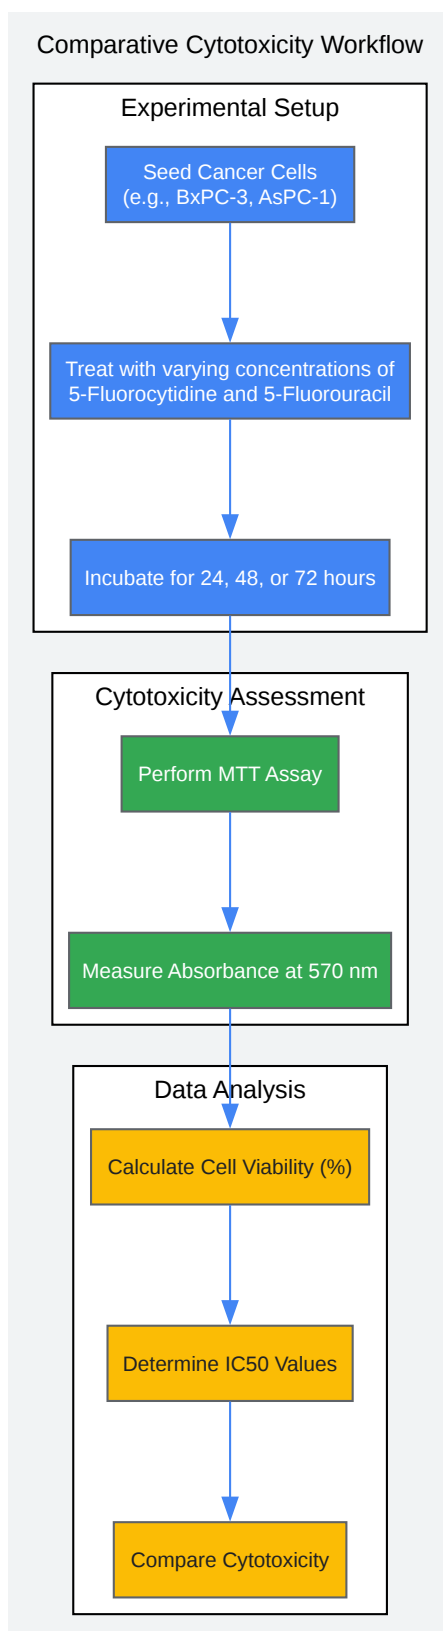 Comparative Cytotoxicity Workflow
Experimental Setup
Seed Cancer Cells
(e.g., BxPC-3, AsPC-1)
Treat with varying concentrations of
5-Fluorocytidine and 5-Fluorouracil
Incubate for 24, 48, or 72 hours
Cytotoxicity Assessment
Perform MTT Assay
Measure Absorbance at 570 nm
Data Analysis
Calculate Cell Viability (%)
Determine IC50 Values
Compare Cytotoxicity